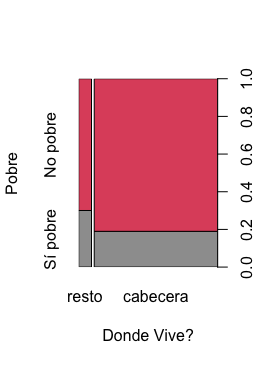 Pobre
No pobre
Sí pobre
1.0
0.8
0.6
0.4
0.2
0.0
resto
cabecera
Donde Vive?